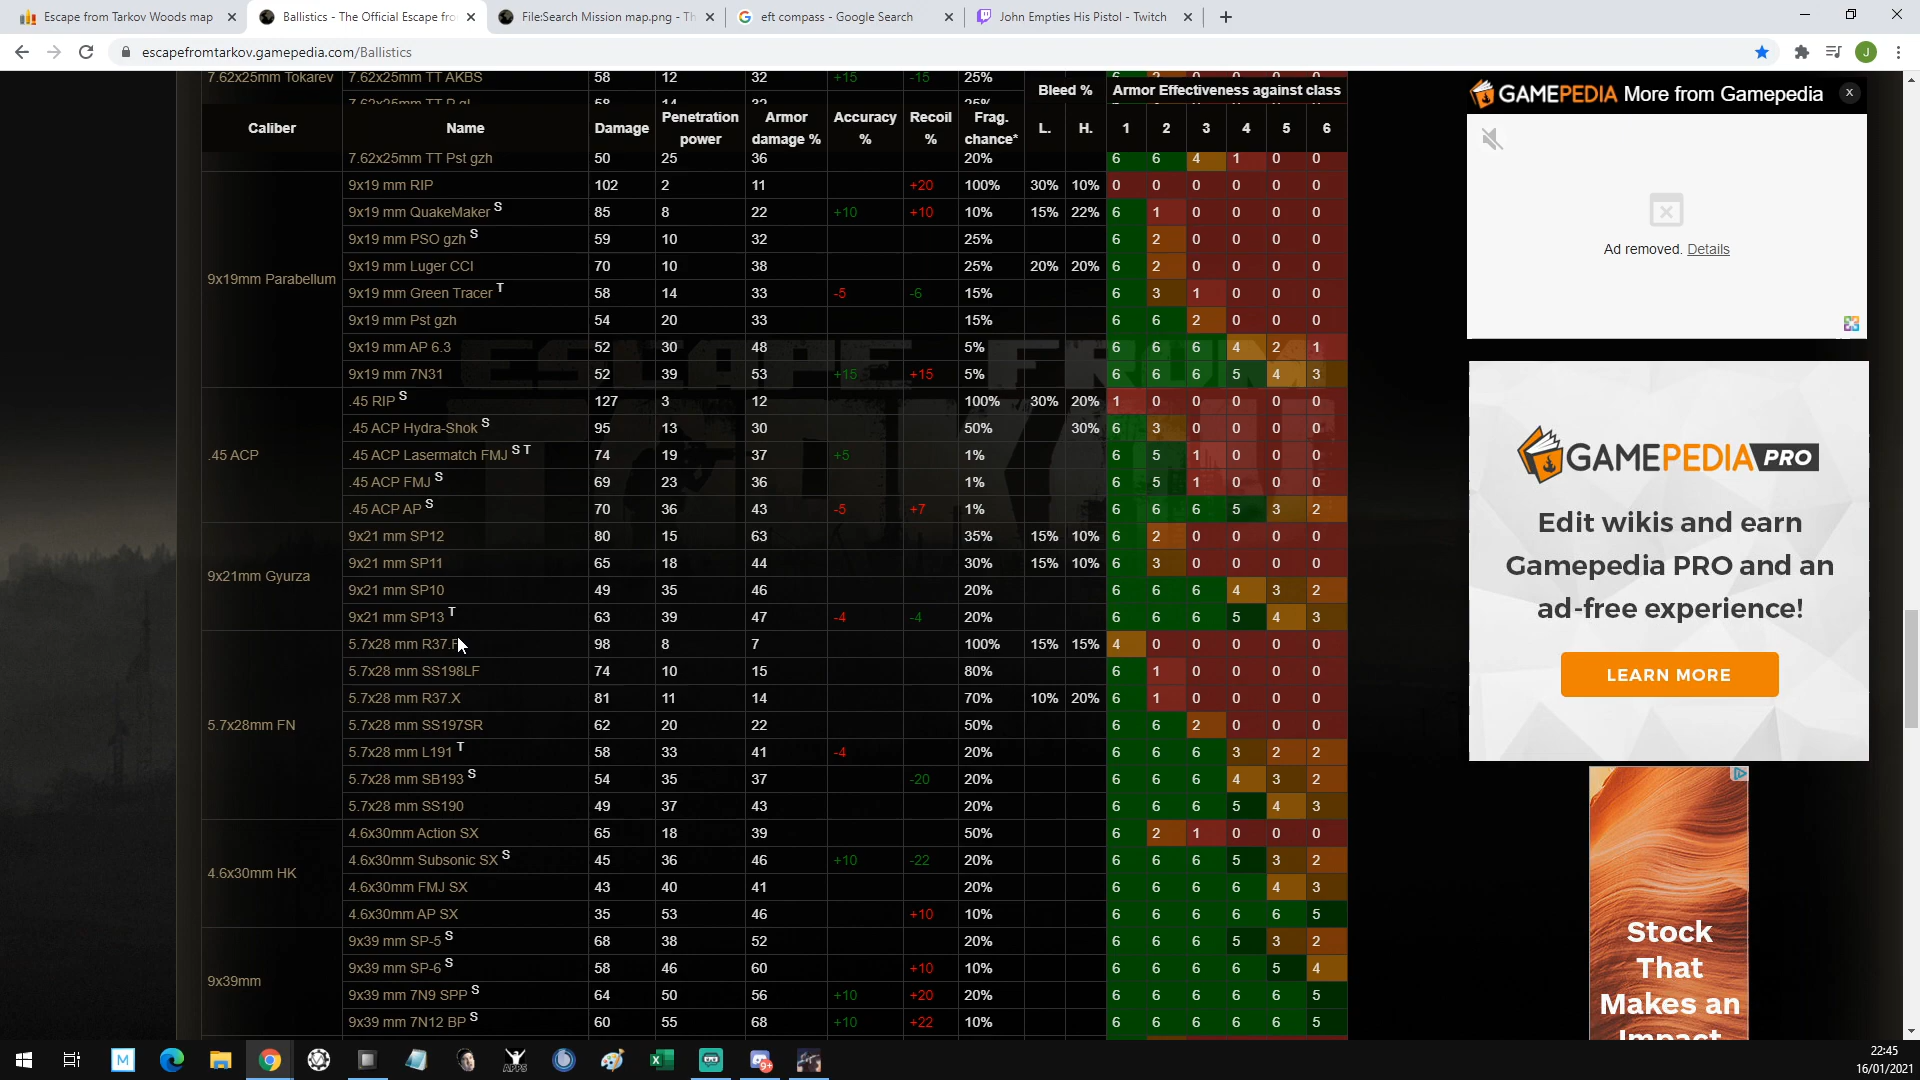 Escape from Tarkov Woods map
Ballistics - The Official Escape fro
File:Search Mission map.png - Th
eft compass - Google Search
John Empties His Pistol - Twitch
escapefromtarkov.gamepedia.com/Ballistics
J
7.62x25mm Tokarev 7.62x25mm TT AKBS 58 12 32 +15 -15 25%
Bleed % Armor Effectiveness against class
Caliber Name Damage Penetration power Armor damage % Accuracy % Recoil % Frag. chance* L. H. 1 2 3 4 5 6
7.62x25mm TT Pst gzh 50 25 36 20% 6 6 4 1 0 0
9x19mm Parabellum
9x19 mm RIP 102 2 11 +20 100% 30% 10% 0 0 0 0 0 0
9x19 mm QuakeMaker S 85 8 22 +10 +10 10% 15% 22% 6 1 0 0 0 0
9x19 mm PSO gzh S 59 10 32 25% 6 2 0 0 0 0
9x19 mm Luger CCI 70 10 38 25% 20% 20% 6 2 0 0 0 0
9x19 mm Green Tracer T 58 14 33 -5 -6 15% 6 3 1 0 0 0
9x19 mm Pst gzh 54 20 33 15% 6 6 2 0 0 0
9x19 mm AP 6.3 52 30 48 5% 6 6 6 4 2 1
9x19 mm 7N31 52 39 53 +15 +15 5% 6 6 6 5 4 3
.45 ACP
.45 RIP S 127 3 12 100% 30% 20% 1 0 0 0 0 0
.45 ACP Hydra-Shok S 95 13 30 50% 30% 6 3 0 0 0 0
.45 ACP Lasermatch FMJ S T 74 19 37 +5 1% 6 5 1 0 0 0
.45 ACP FMJ S 69 23 36 1% 6 5 1 0 0 0
.45 ACP AP S 70 36 43 -5 +7 1% 6 6 6 5 3 2
9x21mm Gyurza
9x21 mm SP12 80 15 63 35% 15% 10% 6 2 0 0 0 0
9x21 mm SP11 65 18 44 30% 15% 10% 6 3 0 0 0 0
9x21 mm SP10 49 35 46 20% 6 6 6 4 3 2
9x21 mm SP13 T 63 39 47 -4 -4 20% 6 6 6 5 4 3
5.7x28mm FN
5.7x28 mm R37.F 98 8 7 100% 15% 15% 4 0 0 0 0 0
5.7x28 mm SS198LF 74 10 15 80% 6 1 0 0 0 0
5.7x28 mm R37.X 81 11 14 70% 10% 20% 6 1 0 0 0 0
5.7x28 mm SS197SR 62 20 22 50% 6 6 2 0 0 0
5.7x28 mm L191 T 58 33 41 -4 20% 6 6 6 3 2 2
5.7x28 mm SB193 S 54 35 37 -20 20% 6 6 6 4 3 2
5.7x28 mm SS190 49 37 43 20% 6 6 6 5 4 3
4.6x30mm HK
4.6x30mm Action SX 65 18 39 50% 6 2 1 0 0 0
4.6x30mm Subsonic SX S 45 36 46 +10 -22 20% 6 6 6 5 3 2
4.6x30mm FMJ SX 43 40 41 20% 6 6 6 6 4 3
4.6x30mm AP SX 35 53 46 +10 10% 6 6 6 6 6 5
9x39mm
9x39 mm SP-5 S 68 38 52 20% 6 6 6 5 3 2
9x39 mm SP-6 S 58 46 60 +10 10% 6 6 6 6 5 4
9x39 mm 7N9 SPP S 64 50 56 +10 +20 20% 6 6 6 6 6 5
9x39 mm 7N12 BP S 60 55 68 +10 +22 10% 6 6 6 6 6 5
GAMEPEDIA More from Gamepedia x
Ad removed. Details
GAMEPEDIA PRO
Edit wikis and earn
Gamepedia PRO and an
ad-free experience!
LEARN MORE
Stock
That
Makes an
Impact
M
APPS
9+
22:45
16/01/2021